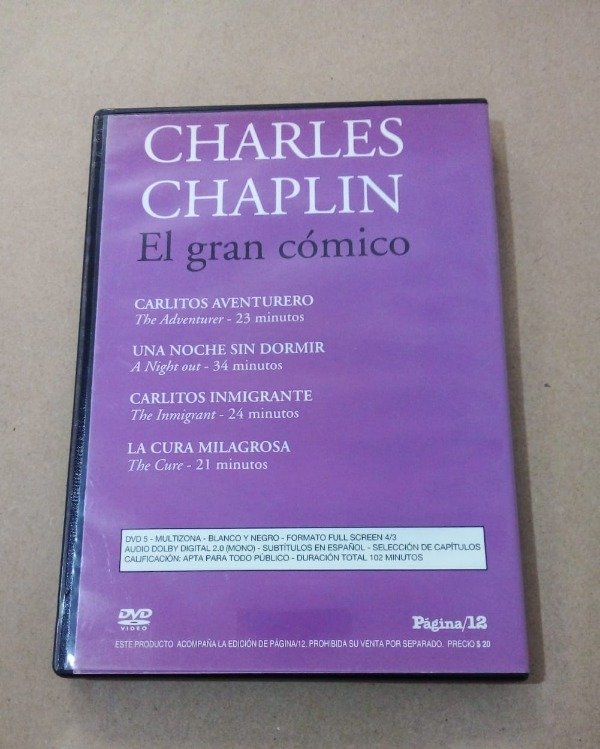 CHARLES
CHAPLIN
El gran cómico
CARLITOS AVENTURERO
The Adventurer - 23 minutos
UNA NOCHE SIN DORMIR
A Night out - 34 minutos
CARLITOS INMIGRANTE
The Inmigrant - 24 minutos
LA CURA MILAGROSA
The Cure - 21 minutos
DVD 5 - MULTIZONA - BLANCO Y NEGRO - FORMATO FULL SCREEN 4/3
AUDIO DOLBY DIGITAL 2.0 (MONO) - SUBTÍTULOS EN ESPAÑOL - SELECCIÓN DE CAPÍTULOS
CALIFICACIÓN: APTA PARA TODO PÚBLICO - DURACIÓN TOTAL 102 MINUTOS
DVD
VIDEO
Página/12
ESTE PRODUCTO ACOMPAÑA LA EDICIÓN DE PÁGINA/12. PROHIBIDA SU VENTA POR SEPARADO. PRECIO $ 20